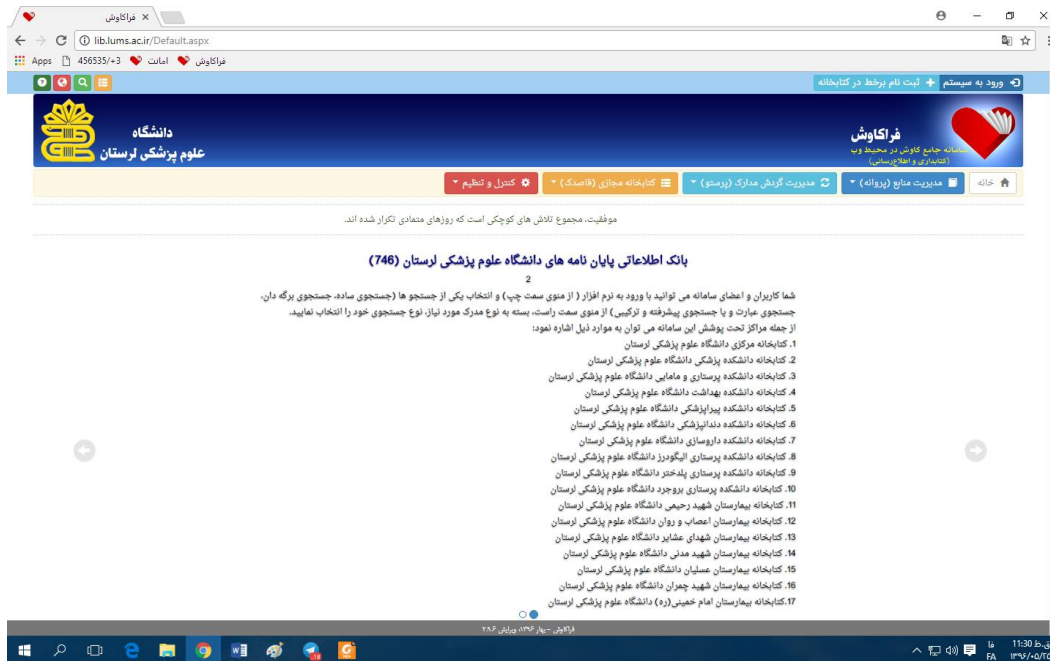 فراکاوش
lib.lums.ac.ir/Default.aspx
Apps
456535/+3
امانت
فراکاوش
ورود به سیستم
ثبت نام برخط در کتابخانه
فراکاوش
سامانه جامع کاوش در محیط وب
(کتابداری و اطلاع‌رسانی)
دانشگاه
علوم پزشکی لرستان
خانه
مدیریت منابع (پروانه)
مدیریت گردش مدارک (پرستو)
کتابخانه مجازی (قاصدک)
کنترل و تنظیم
موفقیت، مجموع تلاش های کوچکی است که روزهای متمادی تکرار شده اند.
بانک اطلاعاتی پایان نامه های دانشگاه علوم پزشکی لرستان (746)
2
شما کاربران و اعضای سامانه می توانید با ورود به نرم افزار ( از منوی سمت چپ) و انتخاب یکی از جستجو ها (جستجوی ساده، جستجوی برگه دان،
جستجوی عبارت و یا جستجوی پیشرفته و ترکیبی) از منوی سمت راست، بسته به نوع مدرک مورد نیاز، نوع جستجوی خود را انتخاب نمایید.
از جمله مراکز تحت پوشش این سامانه می توان به موارد ذیل اشاره نمود:
1. کتابخانه مرکزی دانشگاه علوم پزشکی لرستان
2. کتابخانه دانشکده پزشکی دانشگاه علوم پزشکی لرستان
3. کتابخانه دانشکده پرستاری و مامایی دانشگاه علوم پزشکی لرستان
4. کتابخانه دانشکده بهداشت دانشگاه علوم پزشکی لرستان
5. کتابخانه دانشکده پیراپزشکی دانشگاه علوم پزشکی لرستان
6. کتابخانه دانشکده دندانپزشکی دانشگاه علوم پزشکی لرستان
7. کتابخانه دانشکده داروسازی دانشگاه علوم پزشکی لرستان
8. کتابخانه دانشکده پرستاری الیگودرز دانشگاه علوم پزشکی لرستان
9. کتابخانه دانشکده پرستاری پلدختر دانشگاه علوم پزشکی لرستان
10. کتابخانه دانشکده پرستاری بروجرد دانشگاه علوم پزشکی لرستان
11. کتابخانه بیمارستان شهید رحیمی دانشگاه علوم پزشکی لرستان
12. کتابخانه بیمارستان اعصاب و روان دانشگاه علوم پزشکی لرستان
13. کتابخانه بیمارستان شهدای عشایر دانشگاه علوم پزشکی لرستان
14. کتابخانه بیمارستان شهید مدنی دانشگاه علوم پزشکی لرستان
15. کتابخانه بیمارستان عسلیان دانشگاه علوم پزشکی لرستان
16. کتابخانه بیمارستان شهید چمران دانشگاه علوم پزشکی لرستان
17.کتابخانه بیمارستان امام خمینی(ره) دانشگاه علوم پزشکی لرستان
فراکاوش - بهار ۱۳۹۶، ویرایش ۲.۹.۶
فا
FA
11:30 ق.ظ